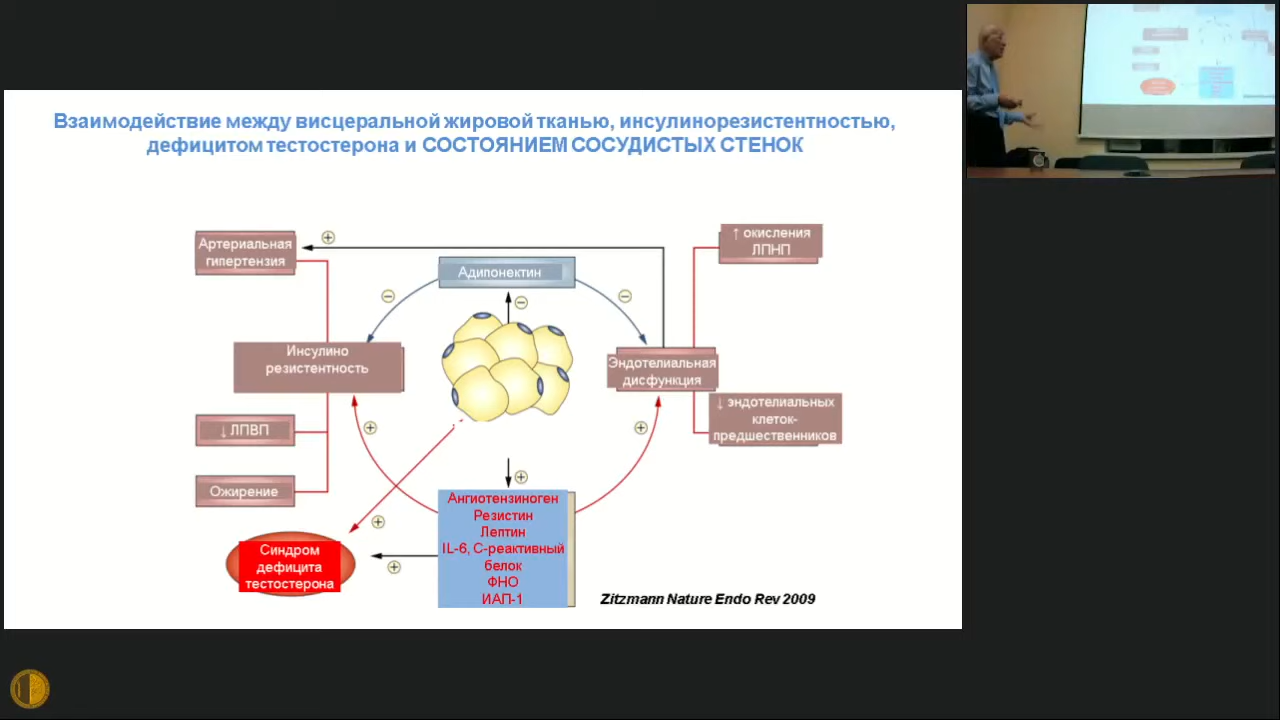 Взаимодействие между висцеральной жировой тканью, инсулинорезистентностью,
дефицитом тестостерона и СОСТОЯНИЕМ СОСУДИСТЫХ СТЕНОК
Артериальная
гипертензия
Адипонектин
↑ окисления
ЛПНП
Инсулино
резистентность
Эндотелиальная
дисфункция
↓ эндотелиальных
клеток-
предшественников
↓ ЛПВП
Ожирение
Синдром
дефицита
тестостерона
Ангиотензиноген
Резистин
Лептин
IL-6, С-реактивный
белок
ФНО
ИАП-1
Zitzmann Nature Endo Rev 2009